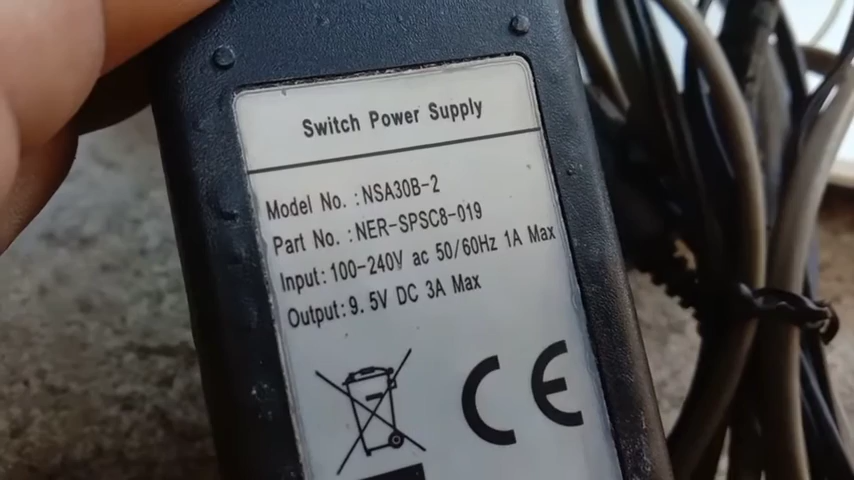 Switch Power Supply
Model No. :NSA30B-2
Part No. :NER-SPSC8-019
Input:100-240V ac 50/60Hz 1A Max
Output:9.5V DC 3A Max
CE